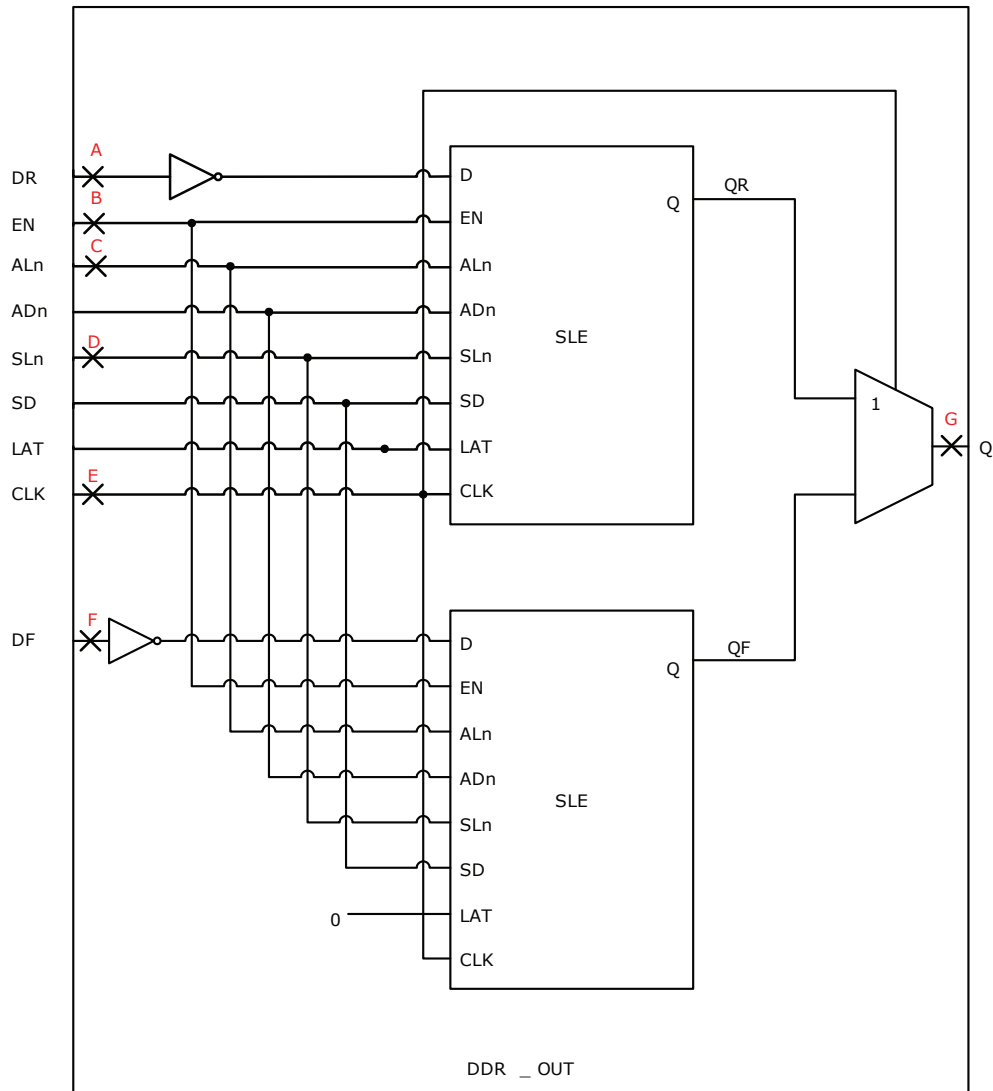 A
DR
B
EN
C
ALn
ADn
D
SLn
SD
LAT
E
CLK
F
DF
D
EN
ALn
ADn
SLn
SD
LAT
CLK
SLE
Q
QR
1
G
Q
D
EN
ALn
ADn
SLn
SD
0
LAT
CLK
SLE
Q
QF
DDR _ OUT